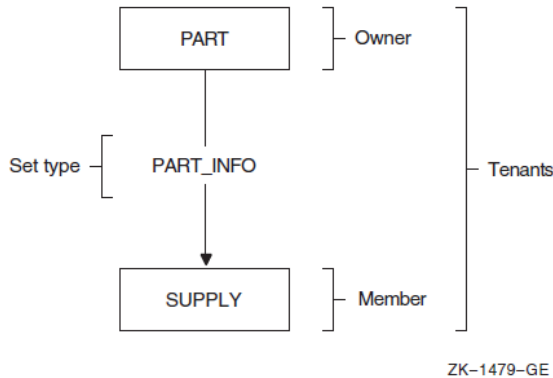 PART
Owner
Set type
PART_INFO
Tenants
SUPPLY
Member
ZK–1479–GE